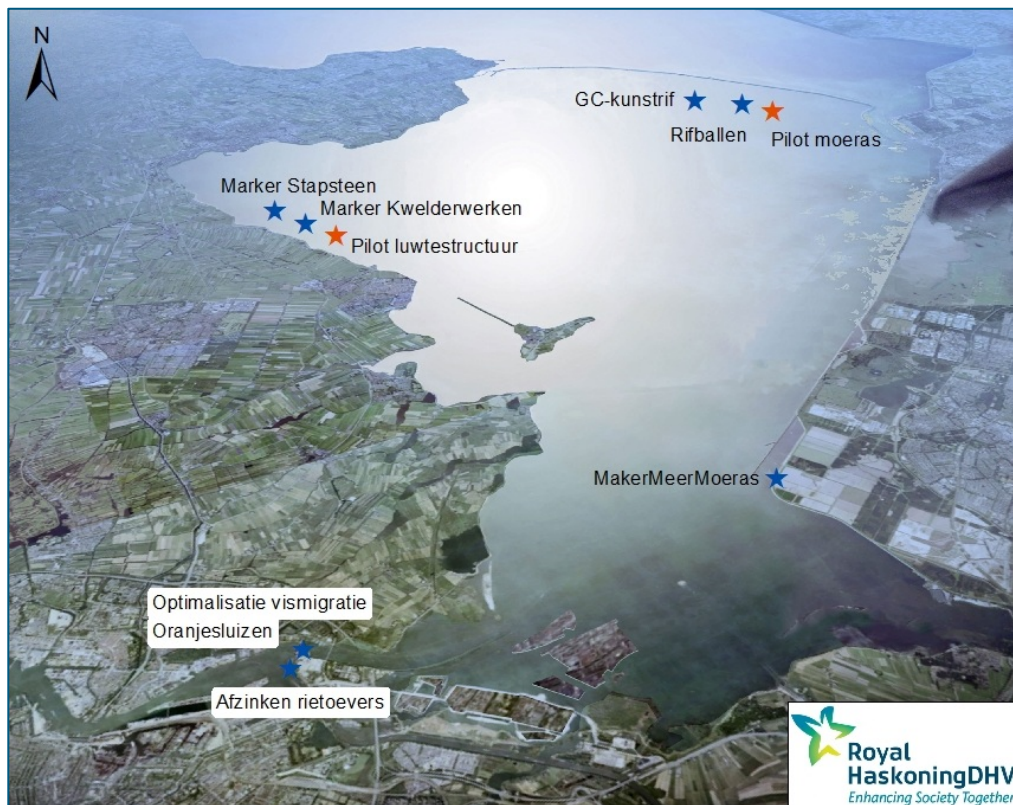 N
GC-kunstrif
Rifballen
Pilot moeras
Marker Stapsteen
Marker Kwelderwerken
Pilot luwtestructuur
MakerMeerMoeras
Optimalisatie vismigratie
Oranjesluizen
Afzinken rietoevers
Royal
HaskoningDHV
Enhancing Society Together